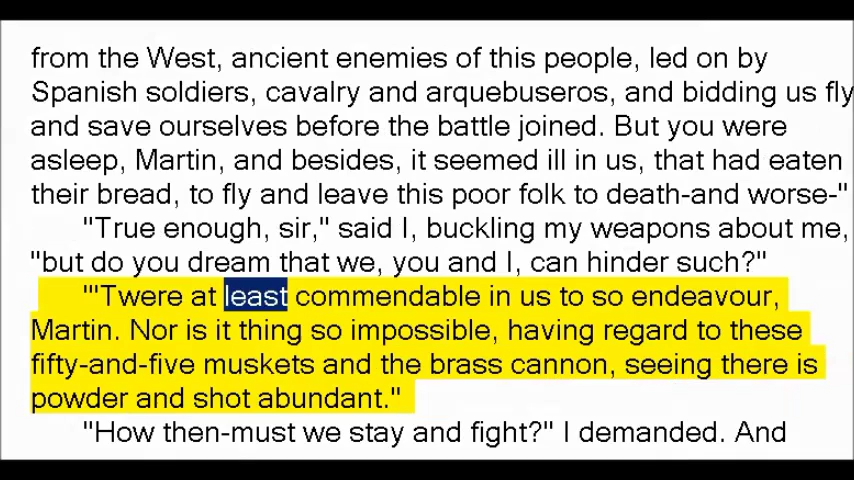 from the West, ancient enemies of this people, led on by
Spanish soldiers, cavalry and arquebuseros, and bidding us fly
and save ourselves before the battle joined. But you were
asleep, Martin, and besides, it seemed ill in us, that had eaten
their bread, to fly and leave this poor folk to death-and worse-"
"True enough, sir," said I, buckling my weapons about me,
"but do you dream that we, you and I, can hinder such?"
"'Twere at least commendable in us to so endeavour,
Martin. Nor is it thing so impossible, having regard to these
fifty-and-five muskets and the brass cannon, seeing there is
powder and shot abundant."
"How then-must we stay and fight?" I demanded. And